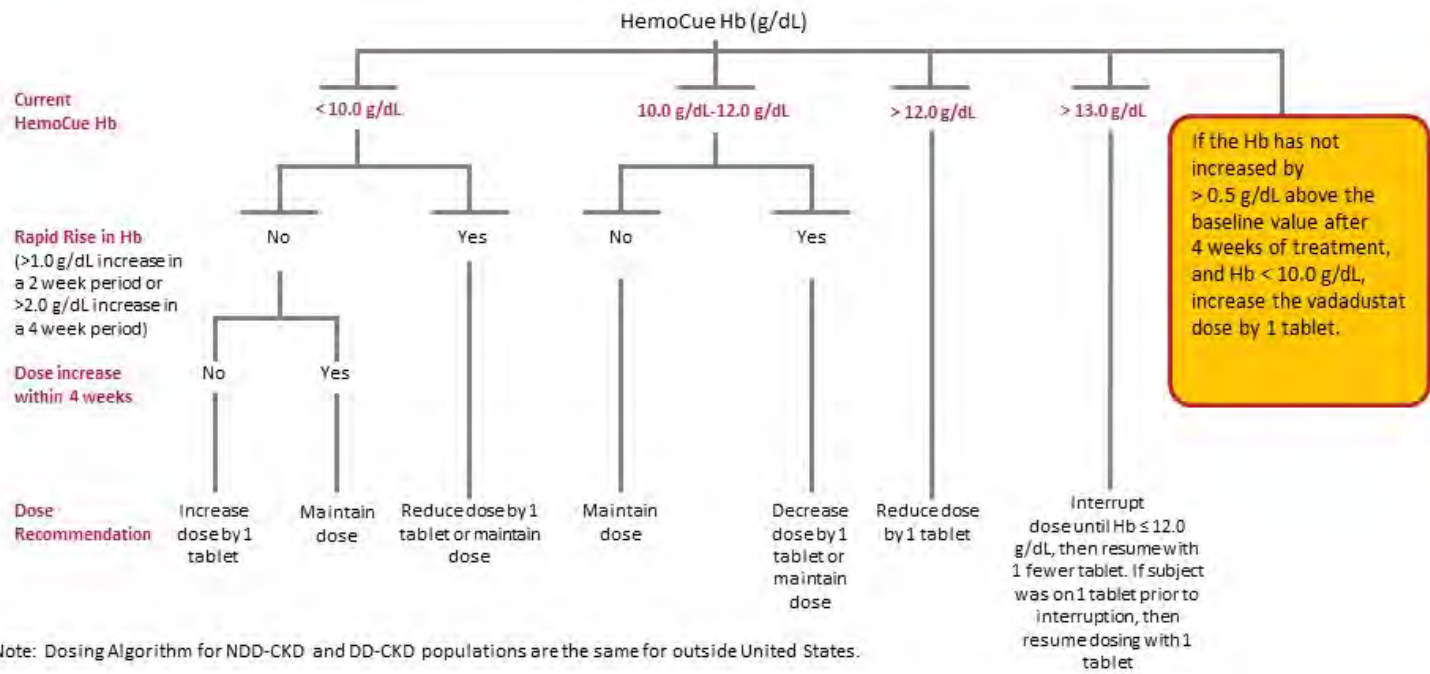 HemoCue Hb (g/dL)
Current
HemoCue Hb
< 10.0 g/dL
10.0 g/dL-12.0 g/dL
> 12.0 g/dL
> 13.0 g/dL
If the Hb has not
increased by
> 0.5 g/dL above the
baseline value after
4 weeks of treatment,
and Hb < 10.0 g/dL,
increase the vadadustat
dose by 1 tablet.
Rapid Rise in Hb
(>1.0 g/dL increase in
a 2 week period or
>2.0 g/dL increase in
a 4 week period)
No
Yes
No
Yes
Dose increase
within 4 weeks
No
Yes
Dose
Recommendation
Increase
dose by 1
tablet
Maintain
dose
Reduce dose by 1
tablet or maintain
dose
Maintain
dose
Decrease
dose by 1
tablet or
maintain
dose
Reduce dose
by 1 tablet
Interrupt
dose until Hb ≤ 12.0
g/dL, then resume with
1 fewer tablet. If subject
was on 1 tablet prior to
interruption, then
resume dosing with 1
tablet
Note: Dosing Algorithm for NDD-CKD and DD-CKD populations are the same for outside United States.